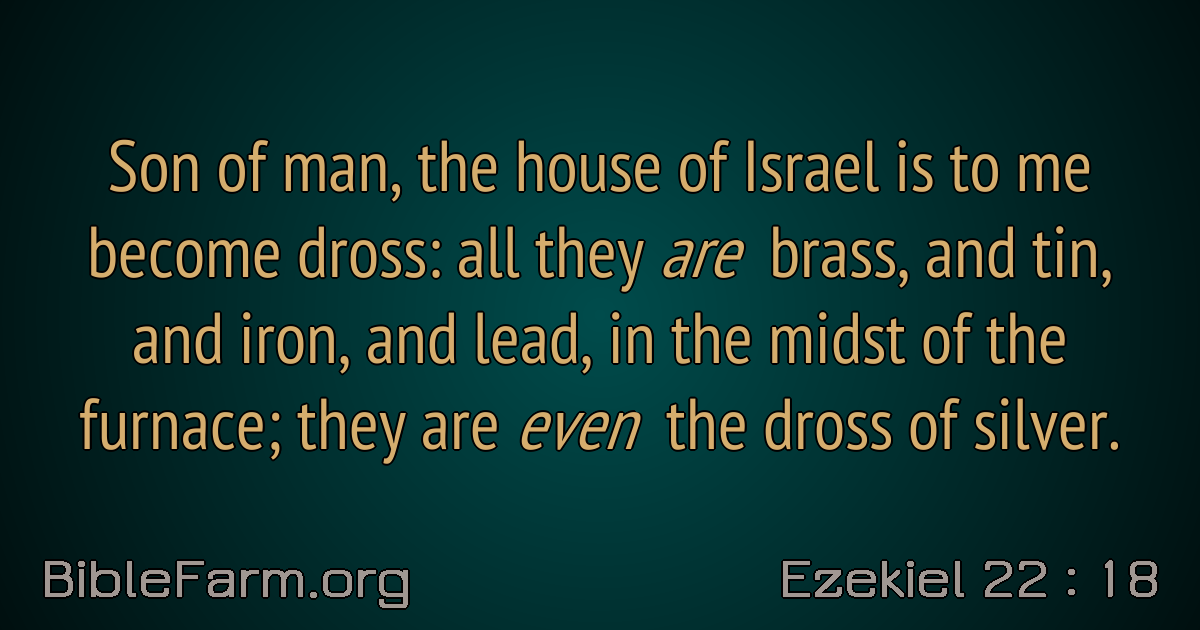 Son of man, the house of Israel is to me
become dross: all they are brass, and tin,
and iron, and lead, in the midst of the
furnace; they are even the dross of silver.
BibleFarm.org
Ezekiel 22 : 18